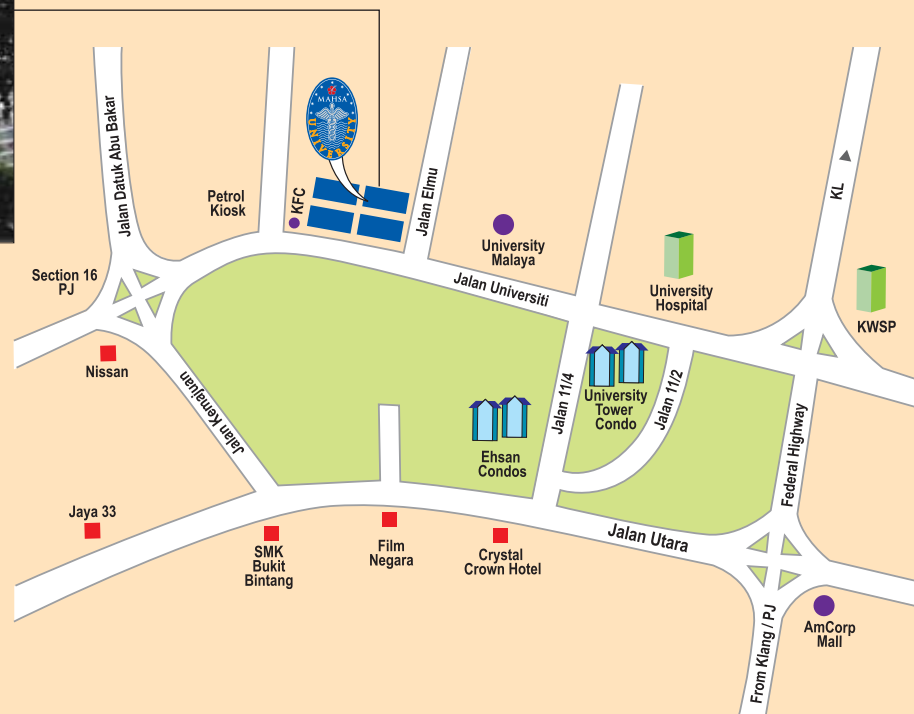 MAHSA
UNIVERSITY
Jalan Datuk Abu Bakar
Petrol
Kiosk
KFC
Jalan Elmu
University
Malaya
KL
Section 16
PJ
Jalan Universiti
University
Hospital
KWSP
Nissan
Jalan Kemajuan
Jalan 11/4
University
Tower
Condo
Jalan 11/2
Ehsan
Condos
Federal Highway
Jaya 33
SMK
Bukit
Bintang
Film
Negara
Crystal
Crown Hotel
Jalan Utara
From Klang / PJ
AmCorp
Mall